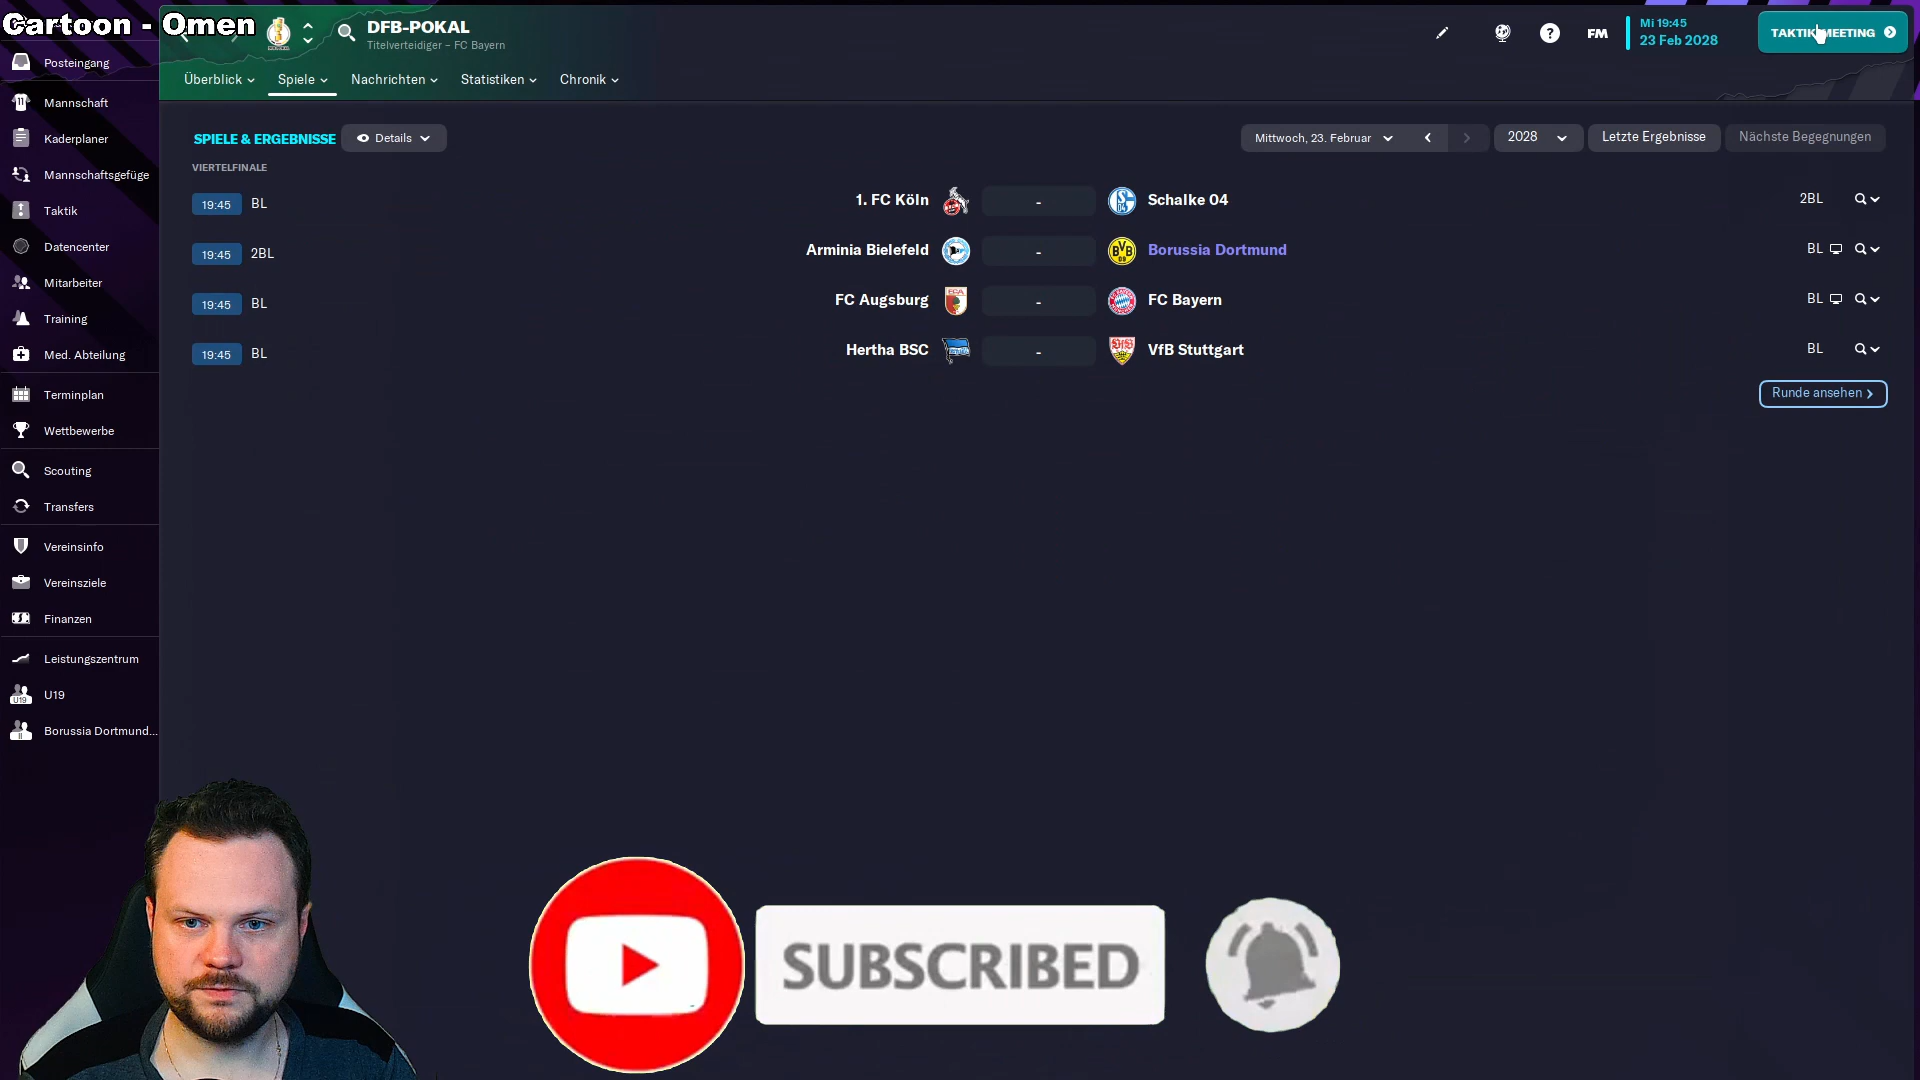 Cartoon - Omen
DFB-POKAL
Titelverteidiger – FC Bayern
FM
Mi 19:45
23 Feb 2028
TAKTIKMEETING
Überblick
Spiele
Nachrichten
Statistiken
Chronik
Posteingang
Mannschaft
Kaderplaner
Mannschaftsgefüge
Taktik
Datencenter
Mitarbeiter
Training
Med. Abteilung
Terminplan
Wettbewerbe
Scouting
Transfers
Vereinsinfo
Vereinsziele
Finanzen
Leistungszentrum
U19
Borussia Dortmund...
SPIELE & ERGEBNISSE
Details
Mittwoch, 23. Februar
2028
Letzte Ergebnisse
Nächste Begegnungen
VIERTELFINALE
19:45 BL 1. FC Köln - Schalke 04 2BL
19:45 2BL Arminia Bielefeld - Borussia Dortmund BL
19:45 BL FC Augsburg - FC Bayern BL
19:45 BL Hertha BSC - VfB Stuttgart BL
Runde ansehen
SUBSCRIBED